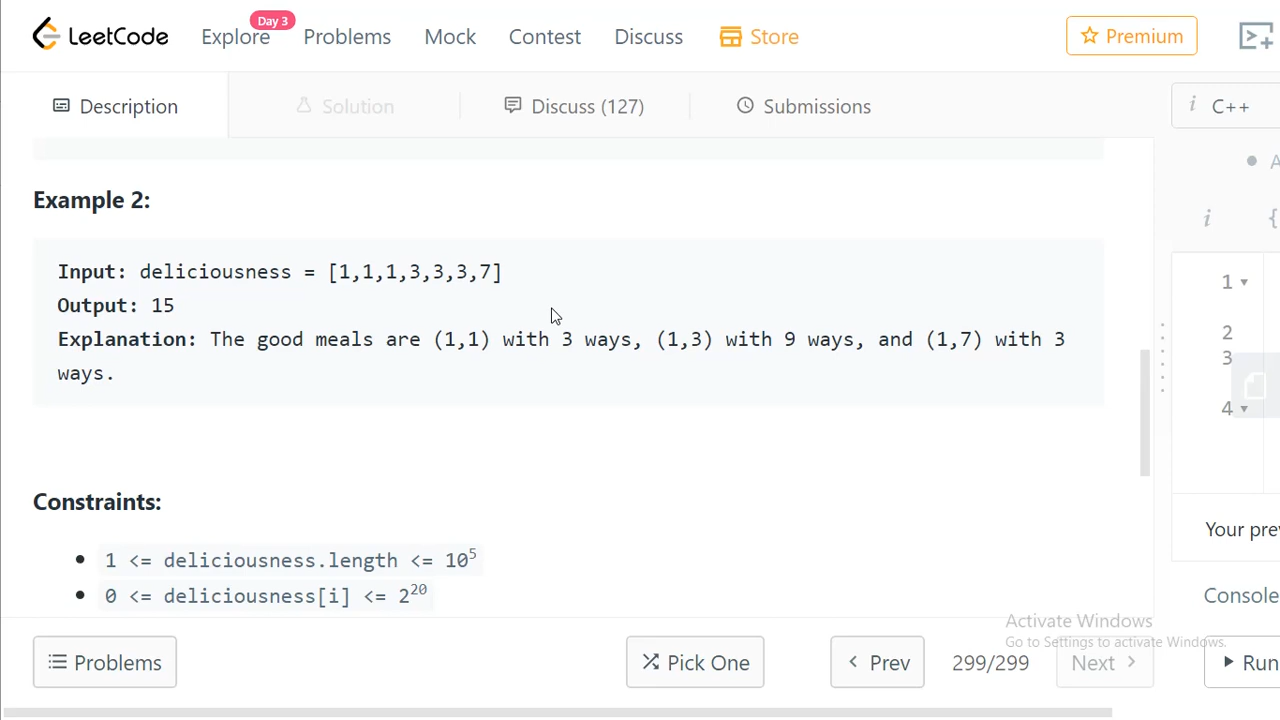 LeetCode
Explore
Day 3
Problems
Mock
Contest
Discuss
Store
Premium
Description
Solution
Discuss (127)
Submissions
i C++
A
i {
Example 2:
Input: deliciousness = [1,1,1,3,3,3,7]
Output: 15
Explanation: The good meals are (1,1) with 3 ways, (1,3) with 9 ways, and (1,7) with 3
ways.
Constraints:
1 <= deliciousness.length <= 10⁵
0 <= deliciousness[i] <= 2²⁰
1
2
3
4
Your pre
Console
Activate Windows
Go to Settings to activate Windows.
Problems
Pick One
Prev
299/299
Next
Run